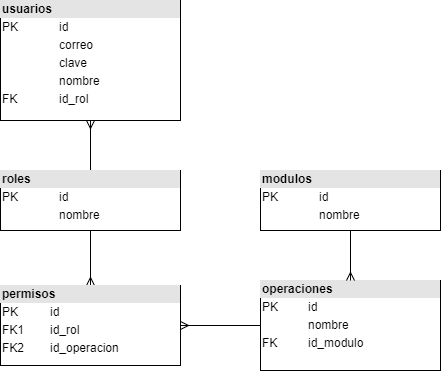 usuarios
PK id
correo
clave
nombre
FK id_rol
roles
PK id
nombre
modulos
PK id
nombre
permisos
PK id
FK1 id_rol
FK2 id_operacion
operaciones
PK id
nombre
FK id_modulo